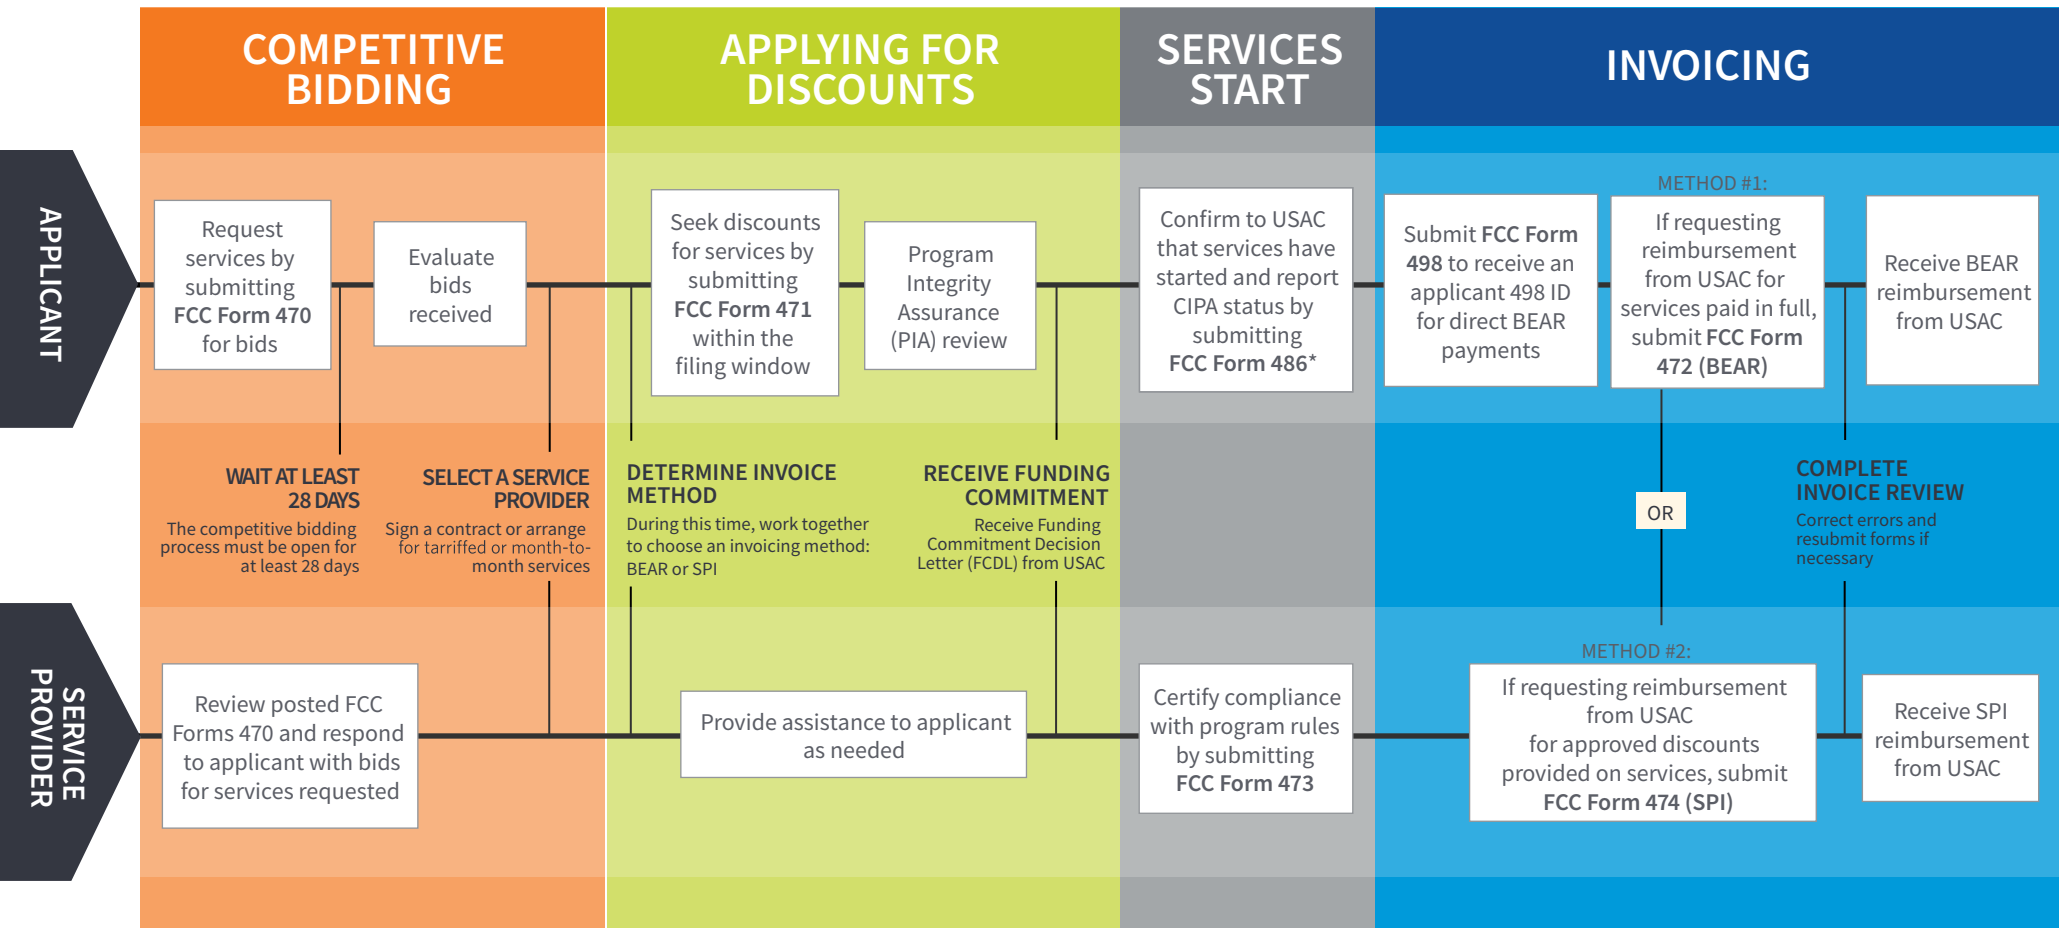 COMPETITIVE
BIDDING
APPLYING FOR
DISCOUNTS
SERVICES
START
INVOICING
APPLICANT
Request
services by
submitting
FCC Form 470
for bids
Evaluate
bids
received
Seek discounts
for services by
submitting
FCC Form 471
within the
filing window
Program
Integrity
Assurance
(PIA) review
Confirm to USAC
that services have
started and report
CIPA status by
submitting
FCC Form 486*
Submit FCC Form
498 to receive an
applicant 498 ID
for direct BEAR
payments
METHOD #1:
If requesting
reimbursement
from USAC for
services paid in full,
submit FCC Form
472 (BEAR)
Receive BEAR
reimbursement
from USAC
WAIT AT LEAST
28 DAYS
The competitive bidding
process must be open for
at least 28 days
SELECT A SERVICE
PROVIDER
Sign a contract or arrange
for tarriffed or month-to-
month services
DETERMINE INVOICE
METHOD
During this time, work together
to choose an invoicing method:
BEAR or SPI
RECEIVE FUNDING
COMMITMENT
Receive Funding
Commitment Decision
Letter (FCDL) from USAC
OR
COMPLETE
INVOICE REVIEW
Correct errors and
resubmit forms if
necessary
SERVICE
PROVIDER
Review posted FCC
Forms 470 and respond
to applicant with bids
for services requested
Provide assistance to applicant
as needed
Certify compliance
with program rules
by submitting
FCC Form 473
METHOD #2:
If requesting reimbursement
from USAC
for approved discounts
provided on services, submit
FCC Form 474 (SPI)
Receive SPI
reimbursement
from USAC